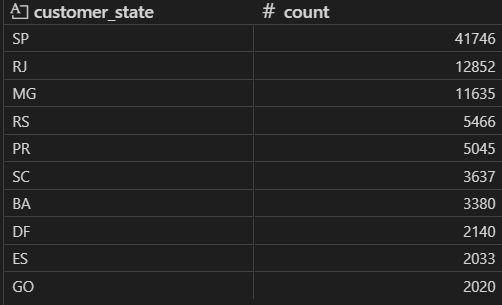 customer_state # count
SP 41746
RJ 12852
MG 11635
RS 5466
PR 5045
SC 3637
BA 3380
DF 2140
ES 2033
GO 2020